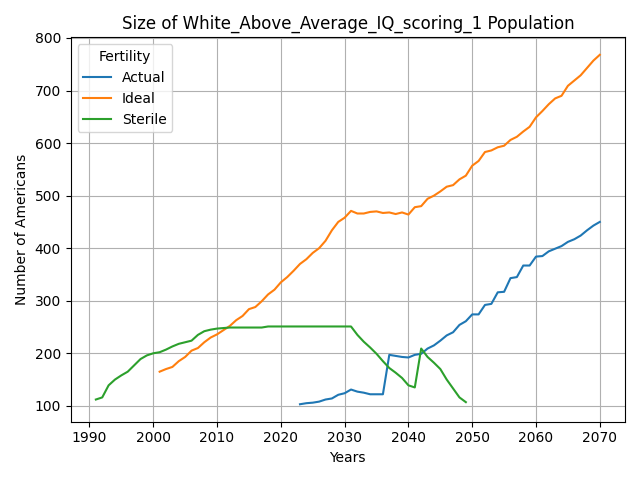 Size of White_Above_Average_IQ_scoring_1 Population
Fertility
Actual
Ideal
Sterile
Number of Americans
800
700
600
500
400
300
200
100
1990 2000 2010 2020 2030 2040 2050 2060 2070
Years